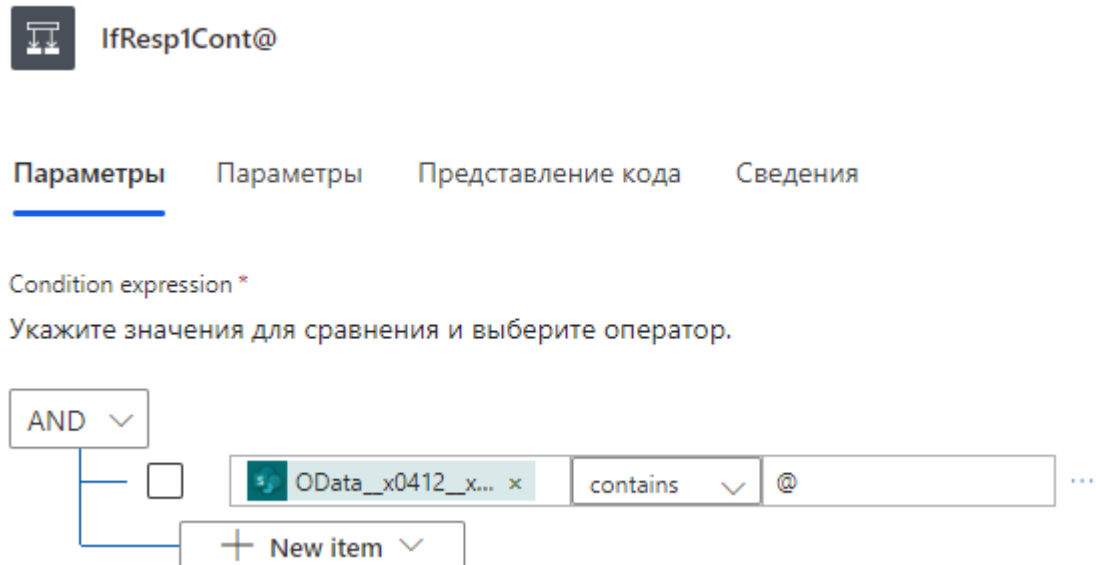 IfResp1Cont@
Параметры Параметры Представление кода Сведения
Condition expression *
Укажите значения для сравнения и выберите оператор.
AND
OData__x0412__x... × contains @ ...
New item